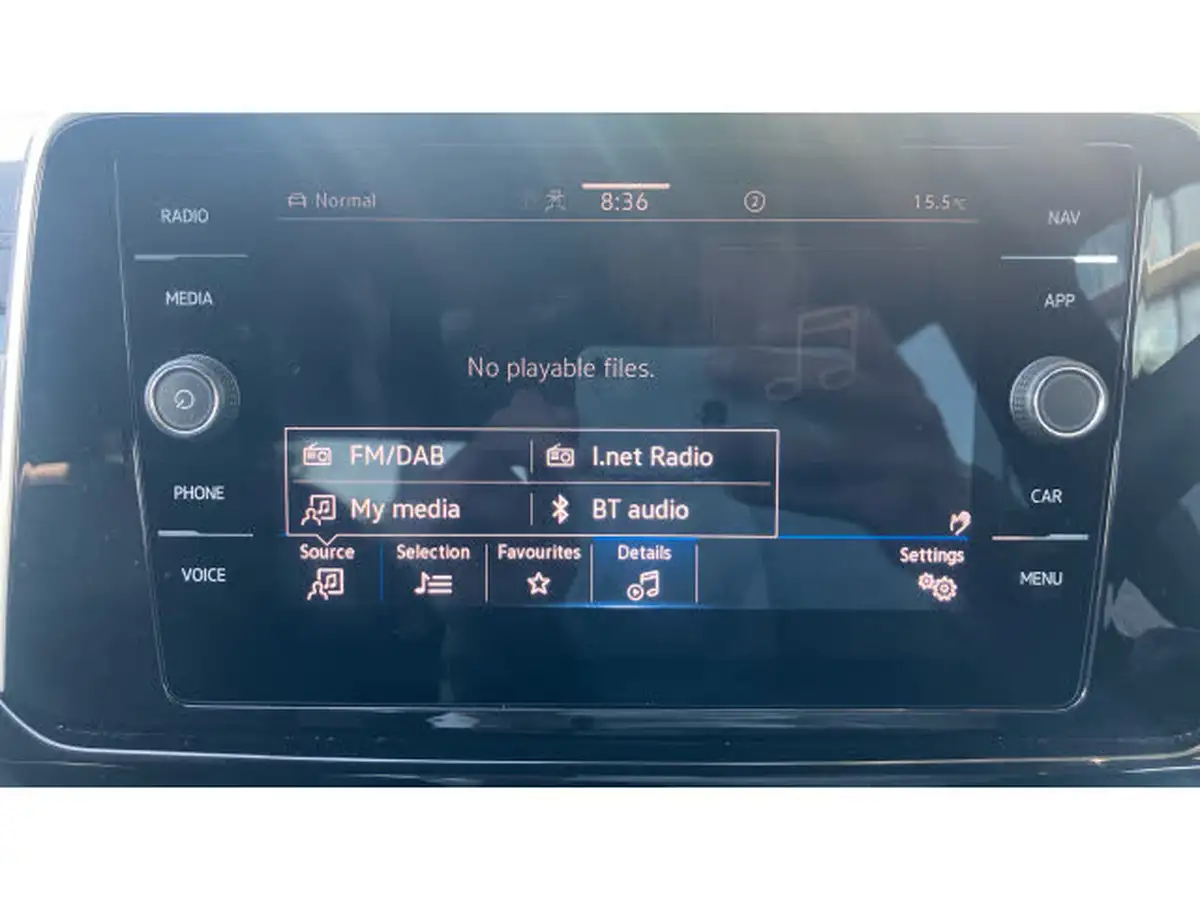 Normal 8:36 2 15.5°C
RADIO
NAV
MEDIA
APP
No playable files.
FM/DAB I.net Radio
My media BT audio
PHONE
CAR
Source Selection Favourites Details Settings
VOICE
MENU